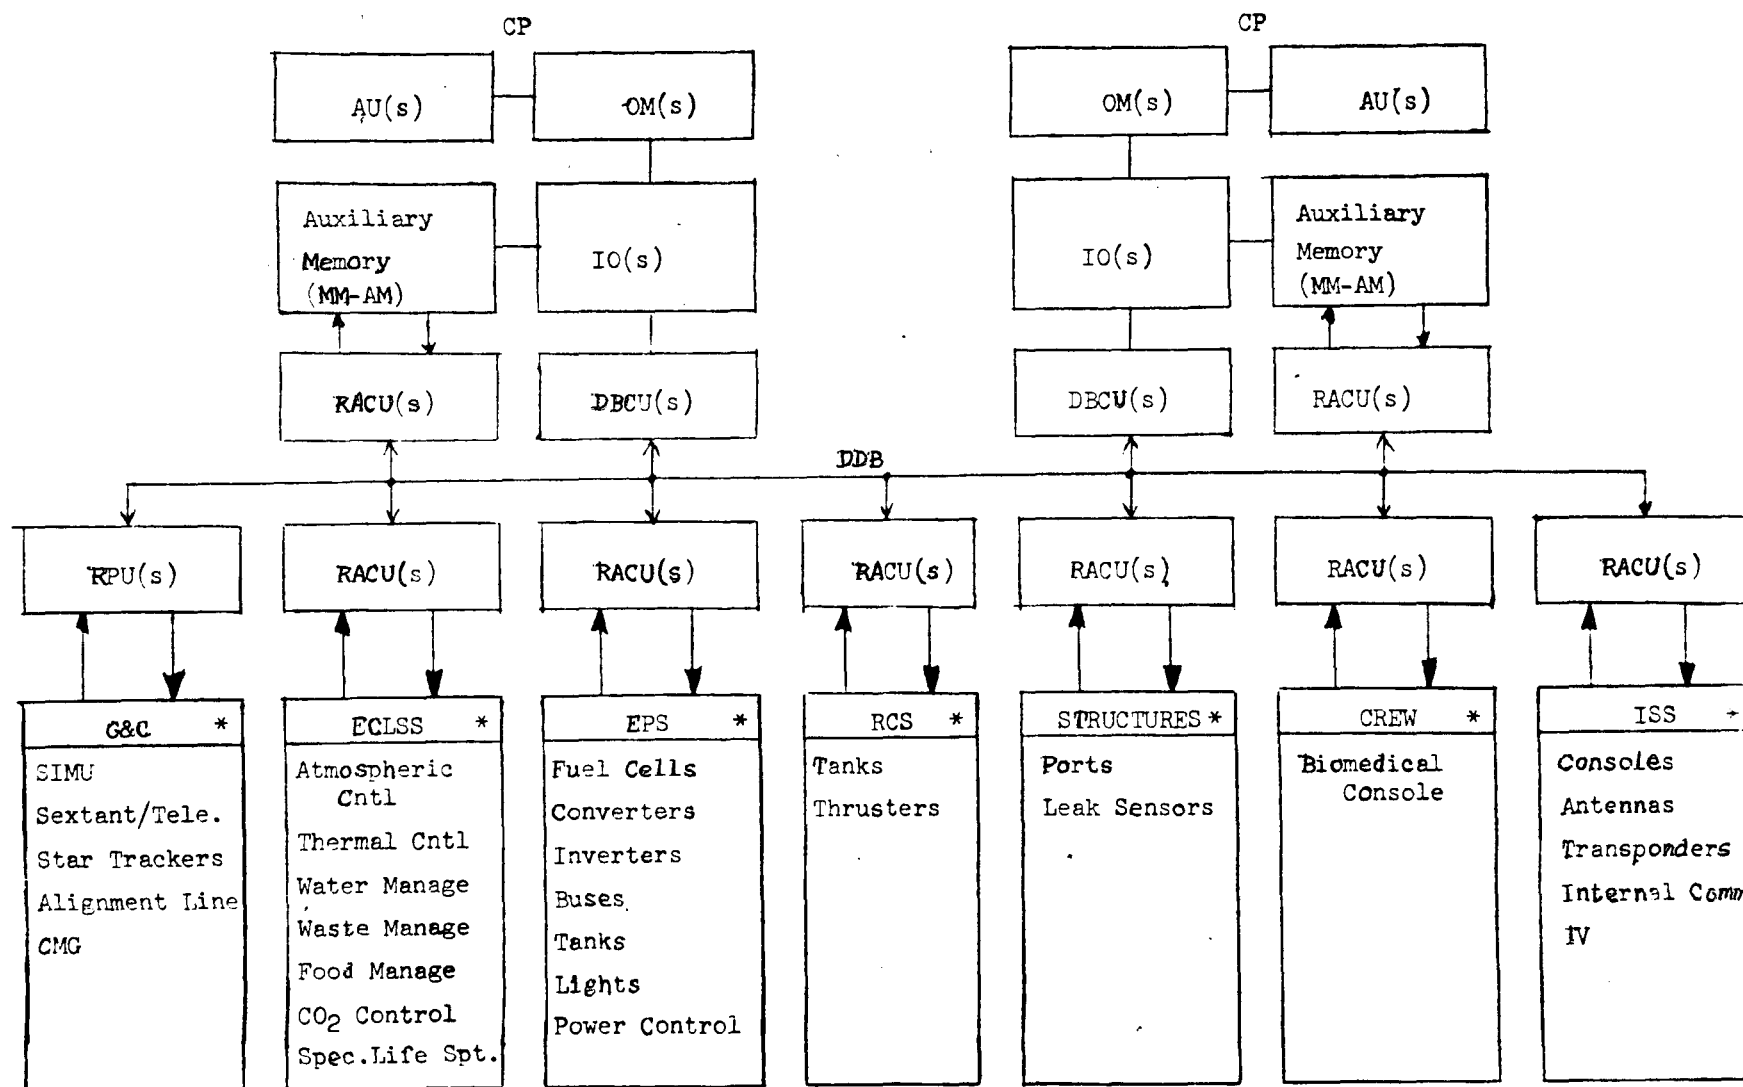 CP
CP
AU(s)
OM(s)
OM(s)
AU(s)
Auxiliary
Memory
(MM-AM)
IO(s)
IO(s)
Auxiliary
Memory
(MM-AM)
RACU(s)
DBCU(s)
DBCU(s)
RACU(s)
DDB
RPU(s)
RACU(s)
RACU(s)
RACU(s)
RACU(s)
RACU(s)
RACU(s)
G&C *
SIMU
Sextant/Tele.
Star Trackers
Alignment Line
CMG
ECLSS *
Atmospheric
Cntl
Thermal Cntl
Water Manage
Waste Manage
Food Manage
CO2 Control
Spec.Life Spt.
EPS *
Fuel Cells
Converters
Inverters
Buses
Tanks
Lights
Power Control
RCS *
Tanks
Thrusters
STRUCTURES *
Ports
Leak Sensors
CREW *
Biomedical
Console
ISS
Consoles
Antennas
Transponders
Internal Comm